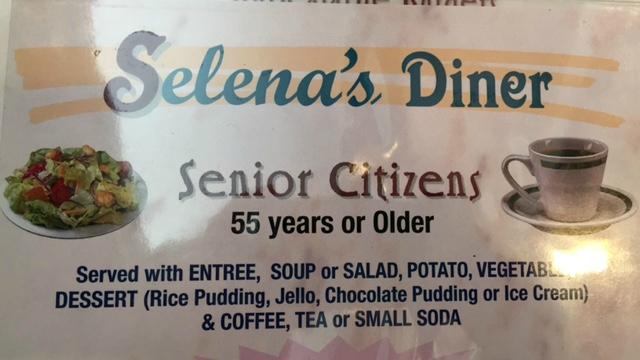 Selena's Diner
Senior Citizens
55 years or Older
Served with ENTREE, SOUP or SALAD, POTATO, VEGETABLE
DESSERT (Rice Pudding, Jello, Chocolate Pudding or Ice Cream)
& COFFEE, TEA or SMALL SODA